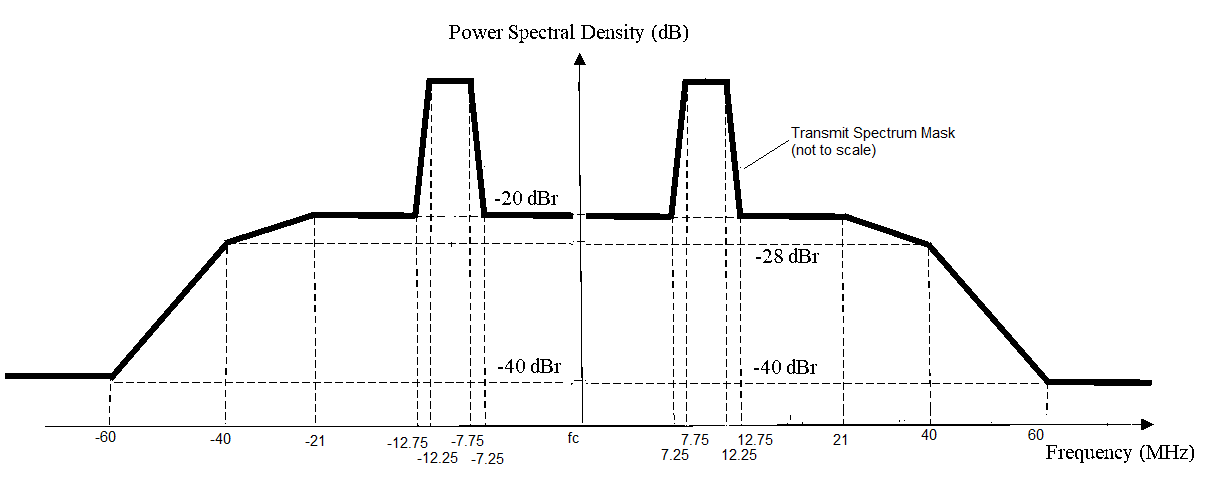 Power Spectral Density (dB)
Transmit Spectrum Mask
(not to scale)
-20 dBr
-28 dBr
-40 dBr
-40 dBr
-60
-40
-21
-12.75
-12.25
-7.75
-7.25
fc
7.25
7.75
12.25
12.75
21
40
60
Frequency (MHz)